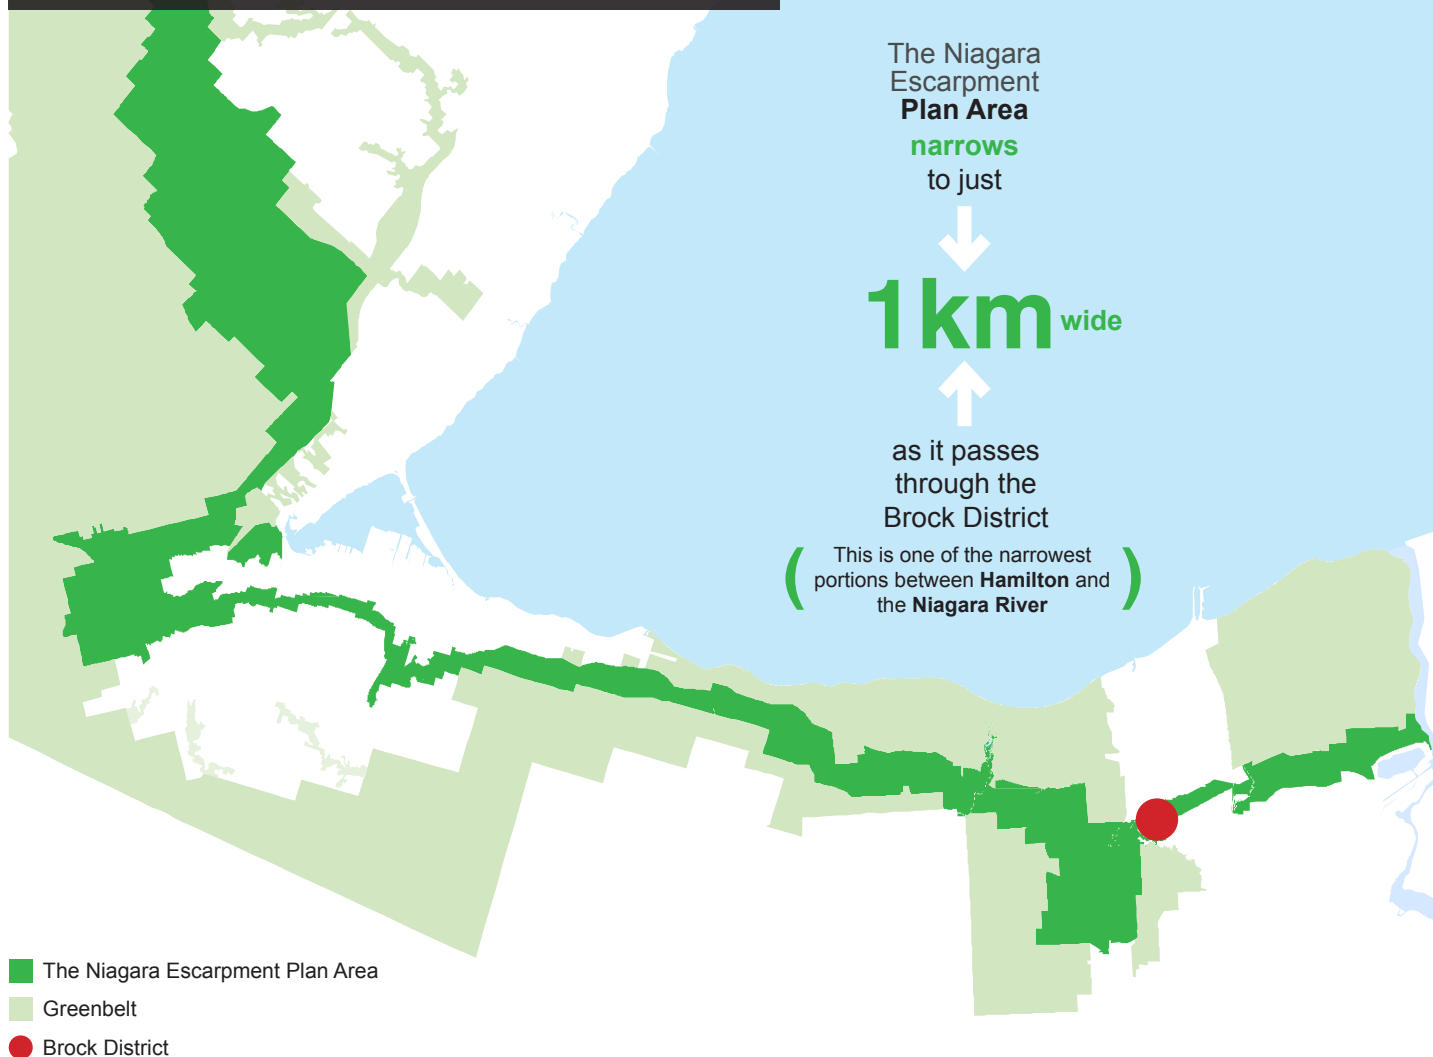 The Niagara
Escarpment
Plan Area
narrows
to just
1km wide
as it passes
through the
Brock District
( This is one of the narrowest
portions between Hamilton and
the Niagara River )
The Niagara Escarpment Plan Area
Greenbelt
Brock District